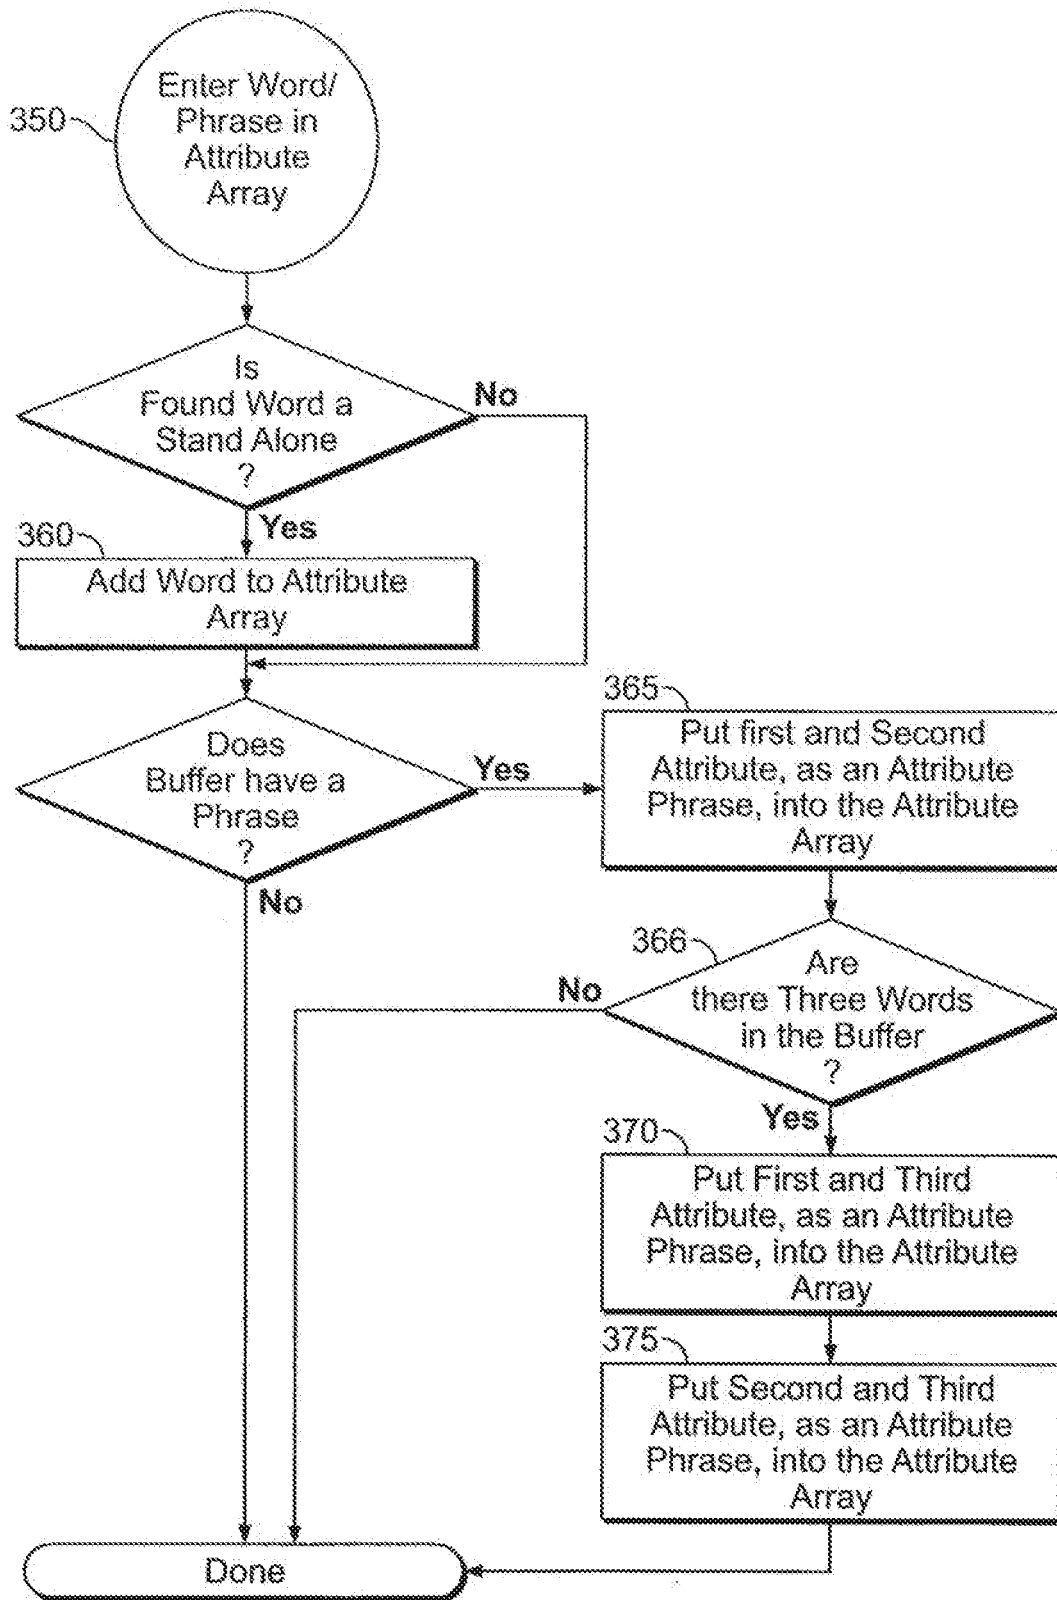 350
Enter Word/
Phrase in
Attribute
Array
Is
Found Word a
Stand Alone
?
No
Yes
360
Add Word to Attribute
Array
Does
Buffer have a
Phrase
?
Yes
No
365
Put first and Second
Attribute, as an Attribute
Phrase, into the Attribute
Array
366
Are
there Three Words
in the Buffer
?
No
Yes
370
Put First and Third
Attribute, as an Attribute
Phrase, into the Attribute
Array
375
Put Second and Third
Attribute, as an Attribute
Phrase, into the Attribute
Array
Done